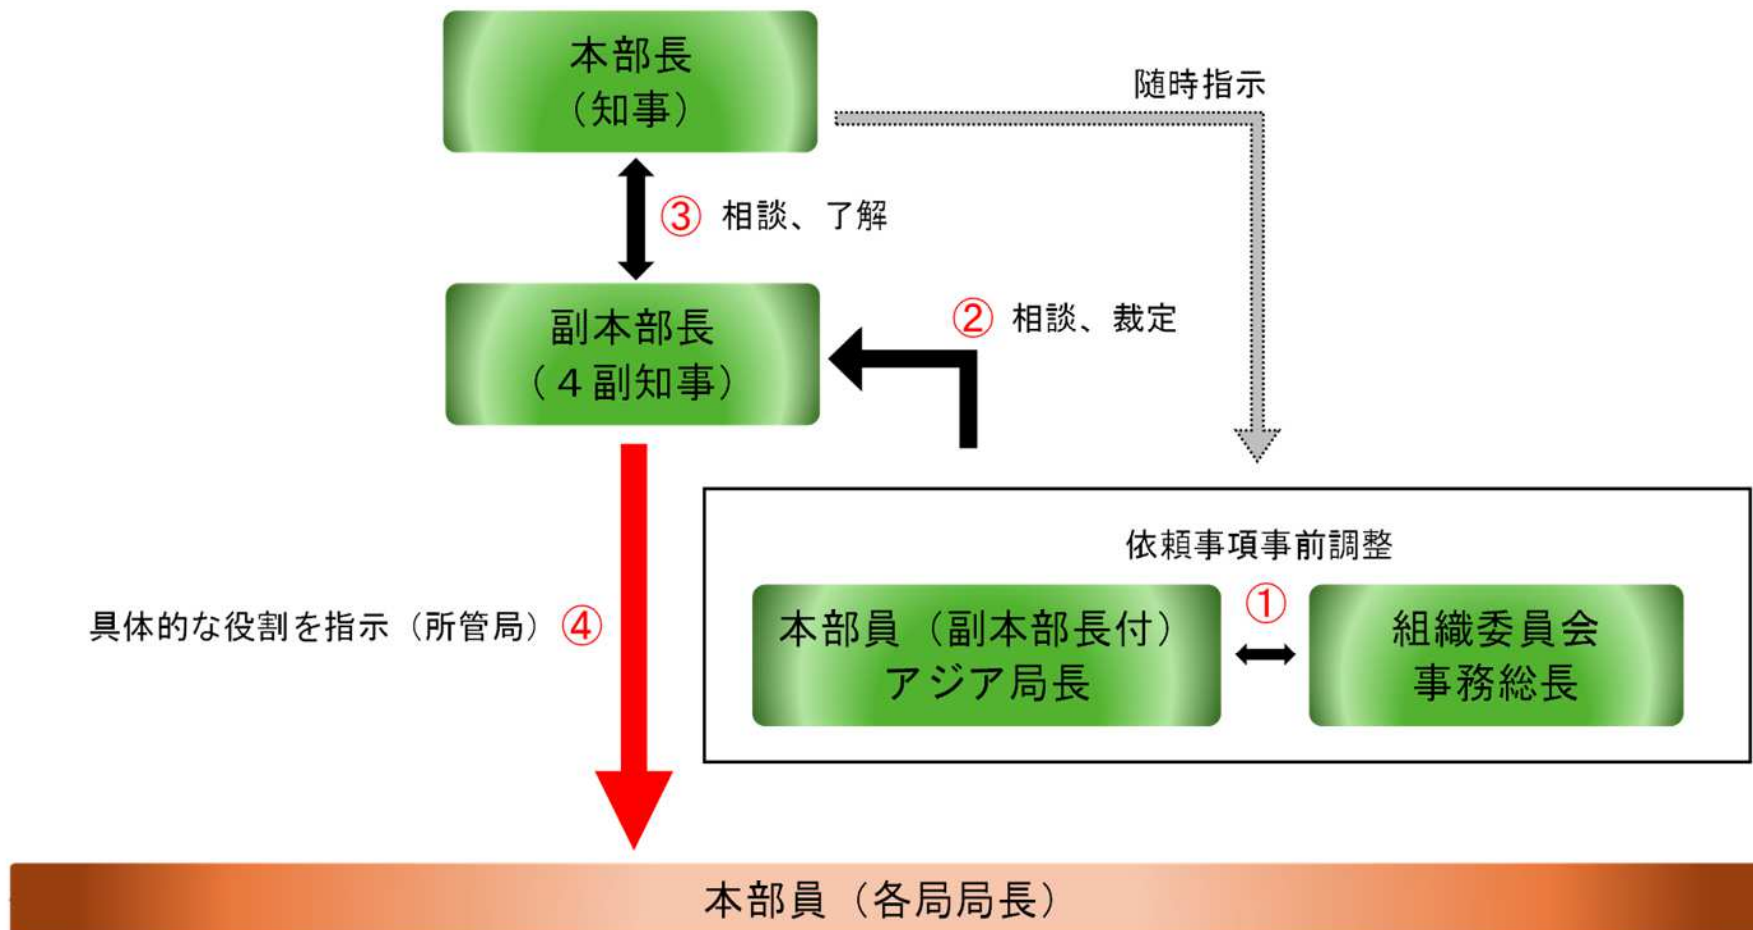 本部長
（知事）
随時指示
③ 相談、了解
副本部長
（４副知事）
② 相談、裁定
依頼事項事前調整
本部員（副本部長付）
アジア局長
①
組織委員会
事務総長
具体的な役割を指示（所管局）④
本部員（各局局長）